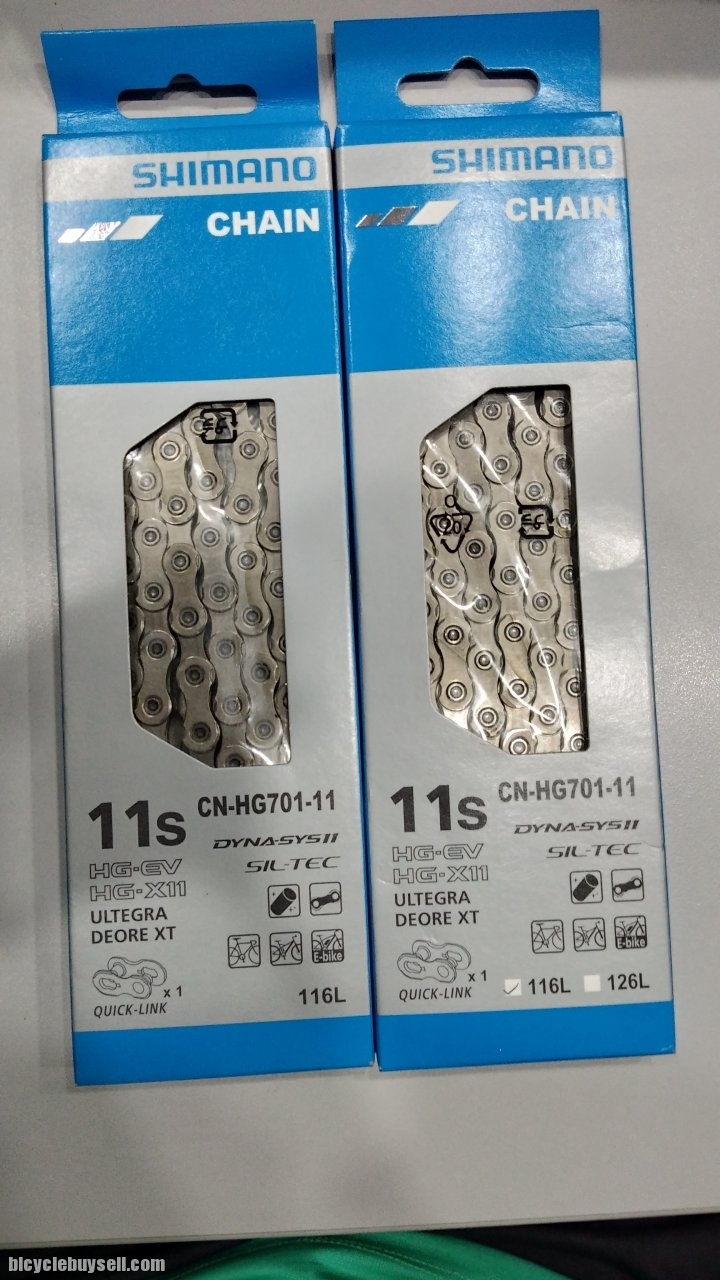 SHIMANO
CHAIN
11s CN-HG701-11
DYNA-SYS11
HG-EV SIL-TEC
HG-X11
ULTEGRA
DEORE XT
E-bike
x 1
QUICK-LINK
116L
SHIMANO
CHAIN
20
11s CN-HG701-11
DYNA-SYS11
HG-EV SIL-TEC
HG-X11
ULTEGRA
DEORE XT
E-bike
x 1
QUICK-LINK
116L 126L
bicyclebuysell.com